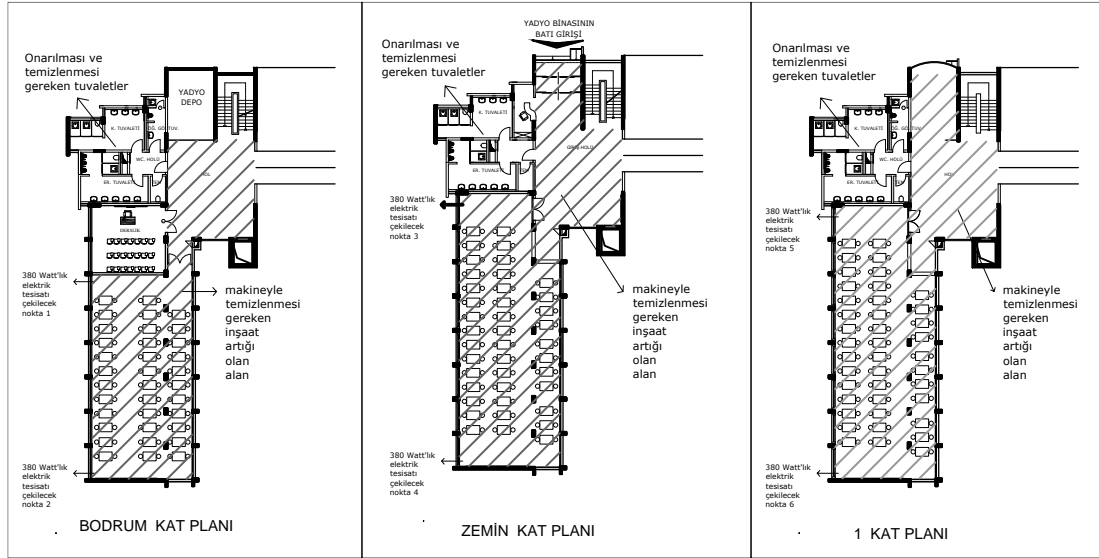 Onarılması ve
temizlenmesi
gereken tuvaletler
YADYO
DEPO
K. TUVALETİ
WC. HOLÜ
ER. TUVALETİ
HOL
DERSLİK
380 Watt'lık
elektrik
tesisatı
çekilecek
nokta 1
makineyle
temizlenmesi
gereken
inşaat
artığı
olan
alan
380 Watt'lık
elektrik
tesisatı
çekilecek
nokta 2
BODRUM KAT PLANI
YADYO BİNASININ
BATI GİRİŞİ
Onarılması ve
temizlenmesi
gereken tuvaletler
K. TUVALETİ
GİRİŞ HOLÜ
ER. TUVALETİ
380 Watt'lık
elektrik
tesisatı
çekilecek
nokta 3
makineyle
temizlenmesi
gereken
inşaat
artığı
olan
alan
380 Watt'lık
elektrik
tesisatı
çekilecek
nokta 4
ZEMİN KAT PLANI
Onarılması ve
temizlenmesi
gereken tuvaletler
K. TUVALETİ
WC. HOLÜ
ER. TUVALETİ
HOL
380 Watt'lık
elektrik
tesisatı
çekilecek
nokta 5
makineyle
temizlenmesi
gereken
inşaat
artığı
olan
alan
380 Watt'lık
elektrik
tesisatı
çekilecek
nokta 6
1 KAT PLANI